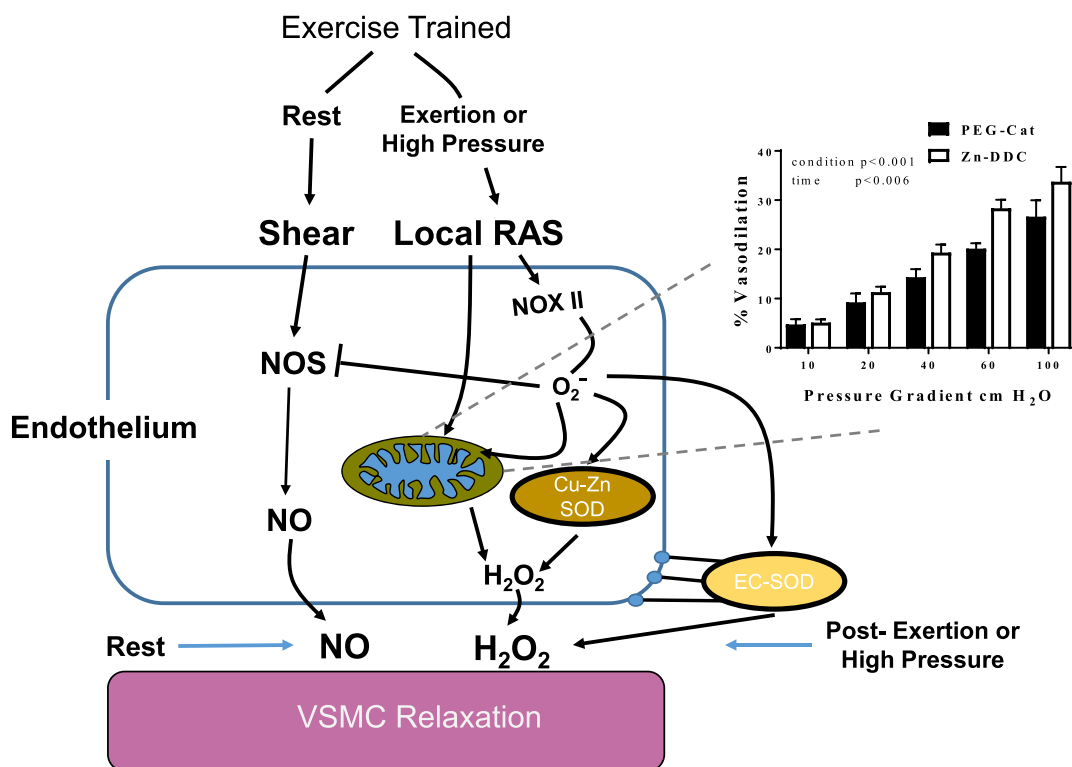 Exercise Trained
Rest
Exertion or
High Pressure
Shear
Local RAS
NOX II
NOS
O₂⁻
Endothelium
Cu-Zn
SOD
NO
H₂O₂
EC-SOD
Rest
NO
H₂O₂
Post- Exertion or
High Pressure
VSMC Relaxation
PEG-Cat
Zn-DDC
condition p<0.001
time p<0.006
% Vasodilation
40
30
20
10
0
10 20 40 60 100
Pressure Gradient cm H₂O